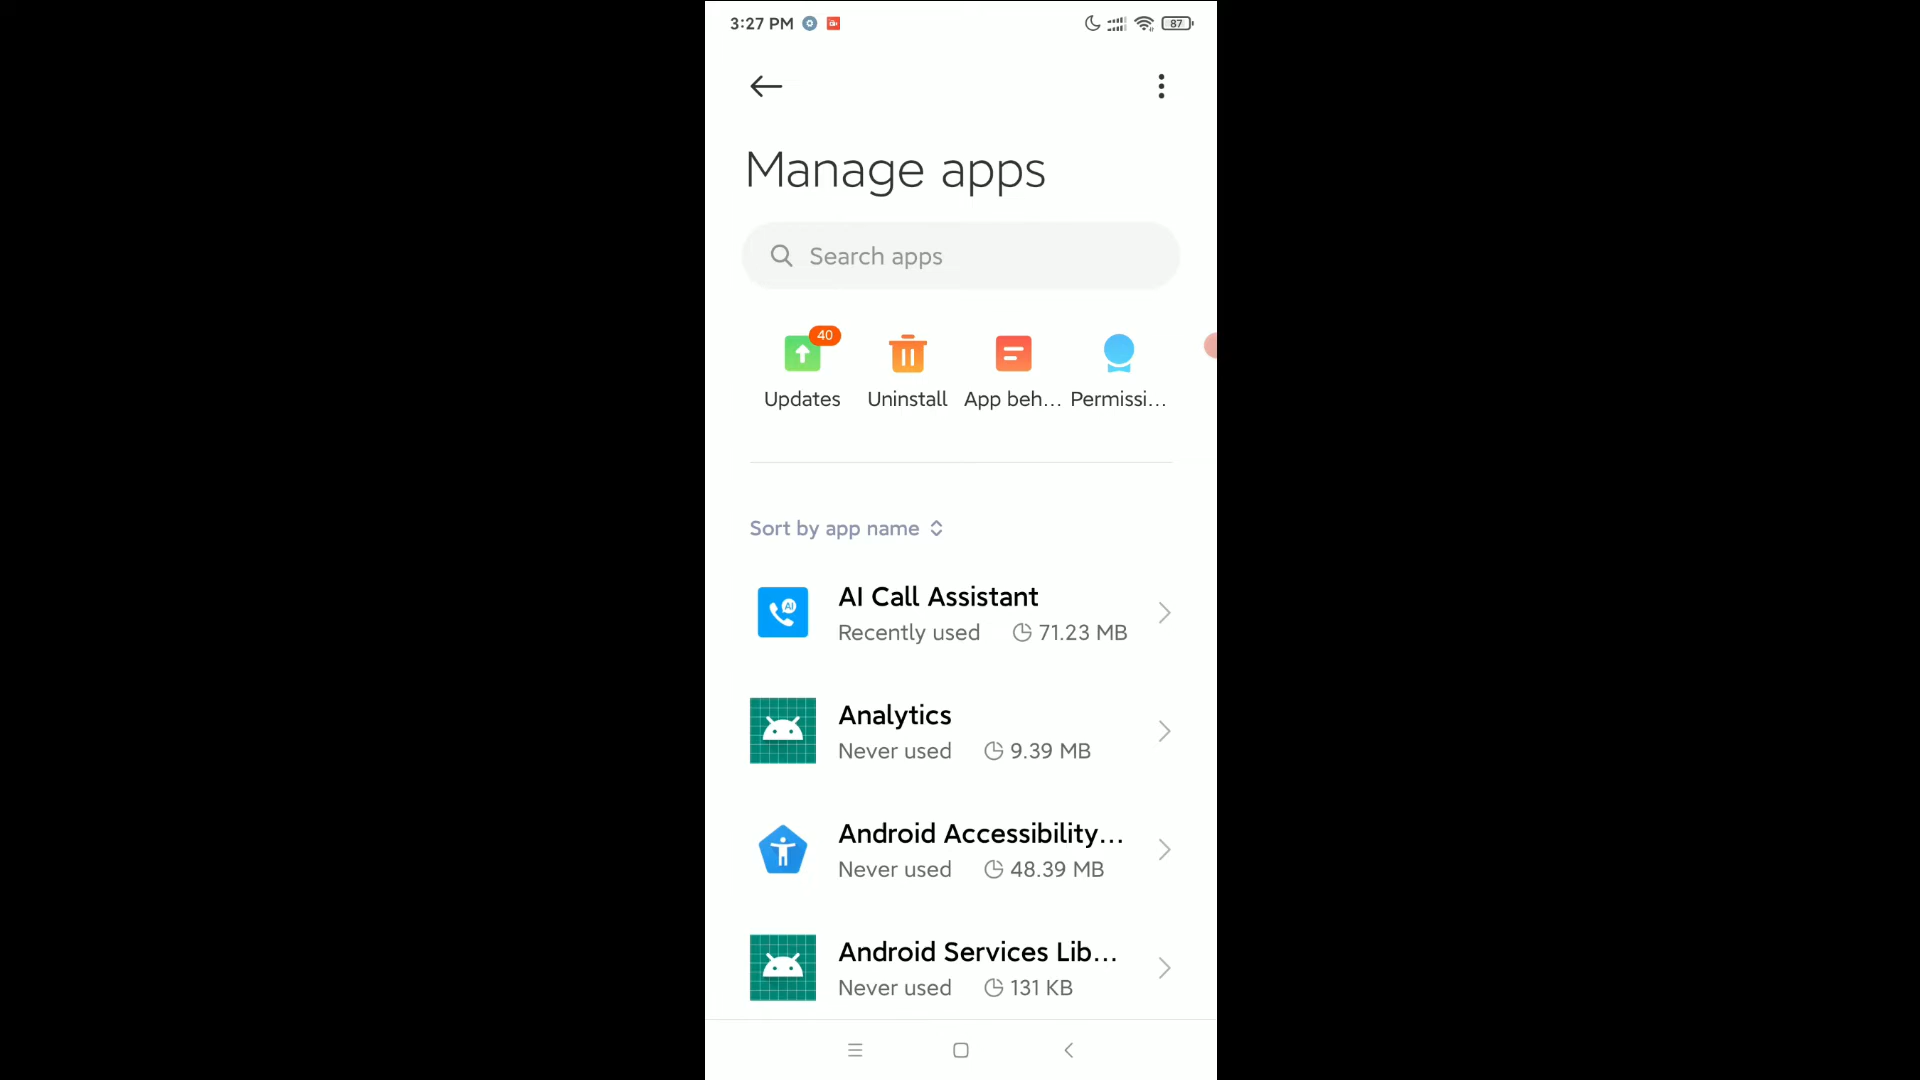 3:27 PM
87
Manage apps
Search apps
40
Updates
Uninstall
App beh...
Permissi...
Sort by app name
AI
AI Call Assistant
Recently used
71.23 MB
Analytics
Never used
9.39 MB
Android Accessibility...
Never used
48.39 MB
Android Services Lib...
Never used
131 KB